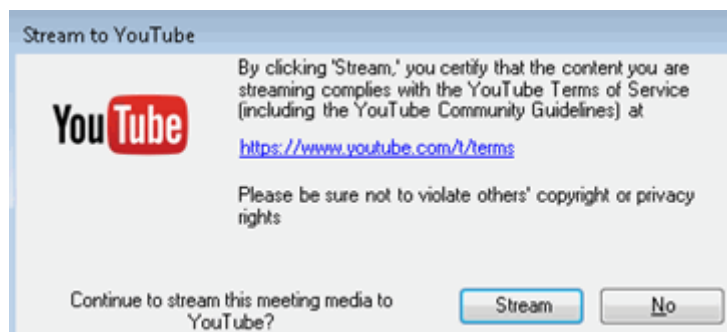 Stream to YouTube
By clicking 'Stream,' you certify that the content you are
streaming complies with the YouTube Terms of Service
(including the YouTube Community Guidelines) at
YouTube
https://www.youtube.com/t/terms
Please be sure not to violate others' copyright or privacy
rights
Continue to stream this meeting media to
YouTube?
Stream
No